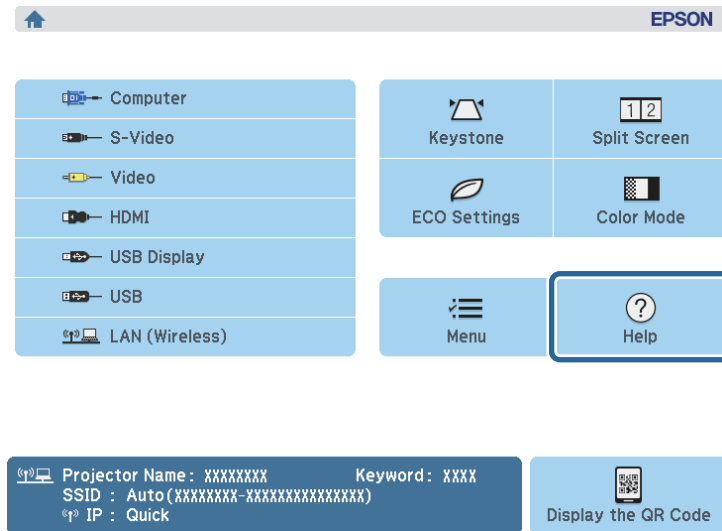 EPSON
Computer
S-Video
Video
HDMI
USB Display
USB
LAN (Wireless)
Keystone
1 2
Split Screen
ECO Settings
Color Mode
Menu
?
Help
Projector Name : XXXXXXXX Keyword : XXXX
SSID : Auto(XXXXXXXX-XXXXXXXXXXXXXXX)
IP : Quick
Display the QR Code